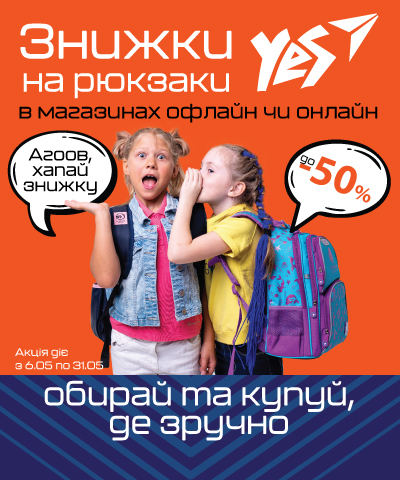 Знижки
на рюкзаки
YES
в магазинах офлайн чи онлайн
Агоов,
хапай
знижку
до
-50%
Акція діє
з 6.05 по 31.05
обирай та купуй,
де зручно